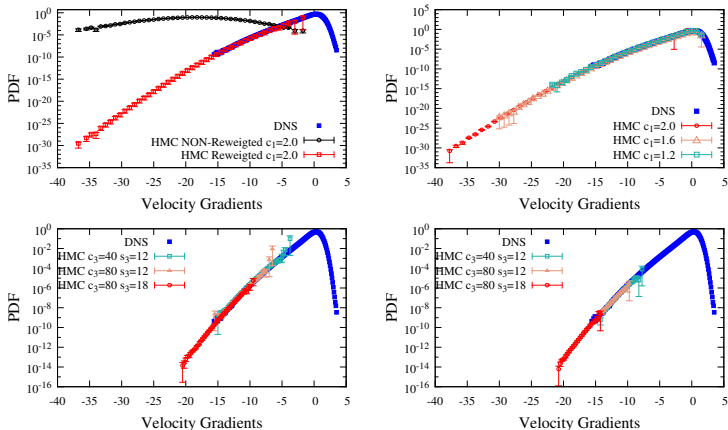 10^0
10^-5
10^-10
10^-15
10^-20
10^-25
10^-30
10^-35
PDF
DNS
HMC NON-Reweigted c1=2.0
HMC Reweigted c1=2.0
-40 -35 -30 -25 -20 -15 -10 -5 0 5
Velocity Gradients
10^5
10^0
10^-5
10^-10
10^-15
10^-20
10^-25
10^-30
10^-35
PDF
DNS
HMC c1=2.0
HMC c1=1.6
HMC c1=1.2
-40 -35 -30 -25 -20 -15 -10 -5 0 5
Velocity Gradients
10^0
10^-2
10^-4
10^-6
10^-8
10^-10
10^-12
10^-14
10^-16
PDF
DNS
HMC c3=40 s3=12
HMC c3=80 s3=12
HMC c3=80 s3=18
-40 -35 -30 -25 -20 -15 -10 -5 0 5
Velocity Gradients
10^0
10^-2
10^-4
10^-6
10^-8
10^-10
10^-12
10^-14
10^-16
PDF
DNS
HMC c3=40 s3=12
HMC c3=80 s3=12
HMC c3=80 s3=18
-40 -35 -30 -25 -20 -15 -10 -5 0 5
Velocity Gradients